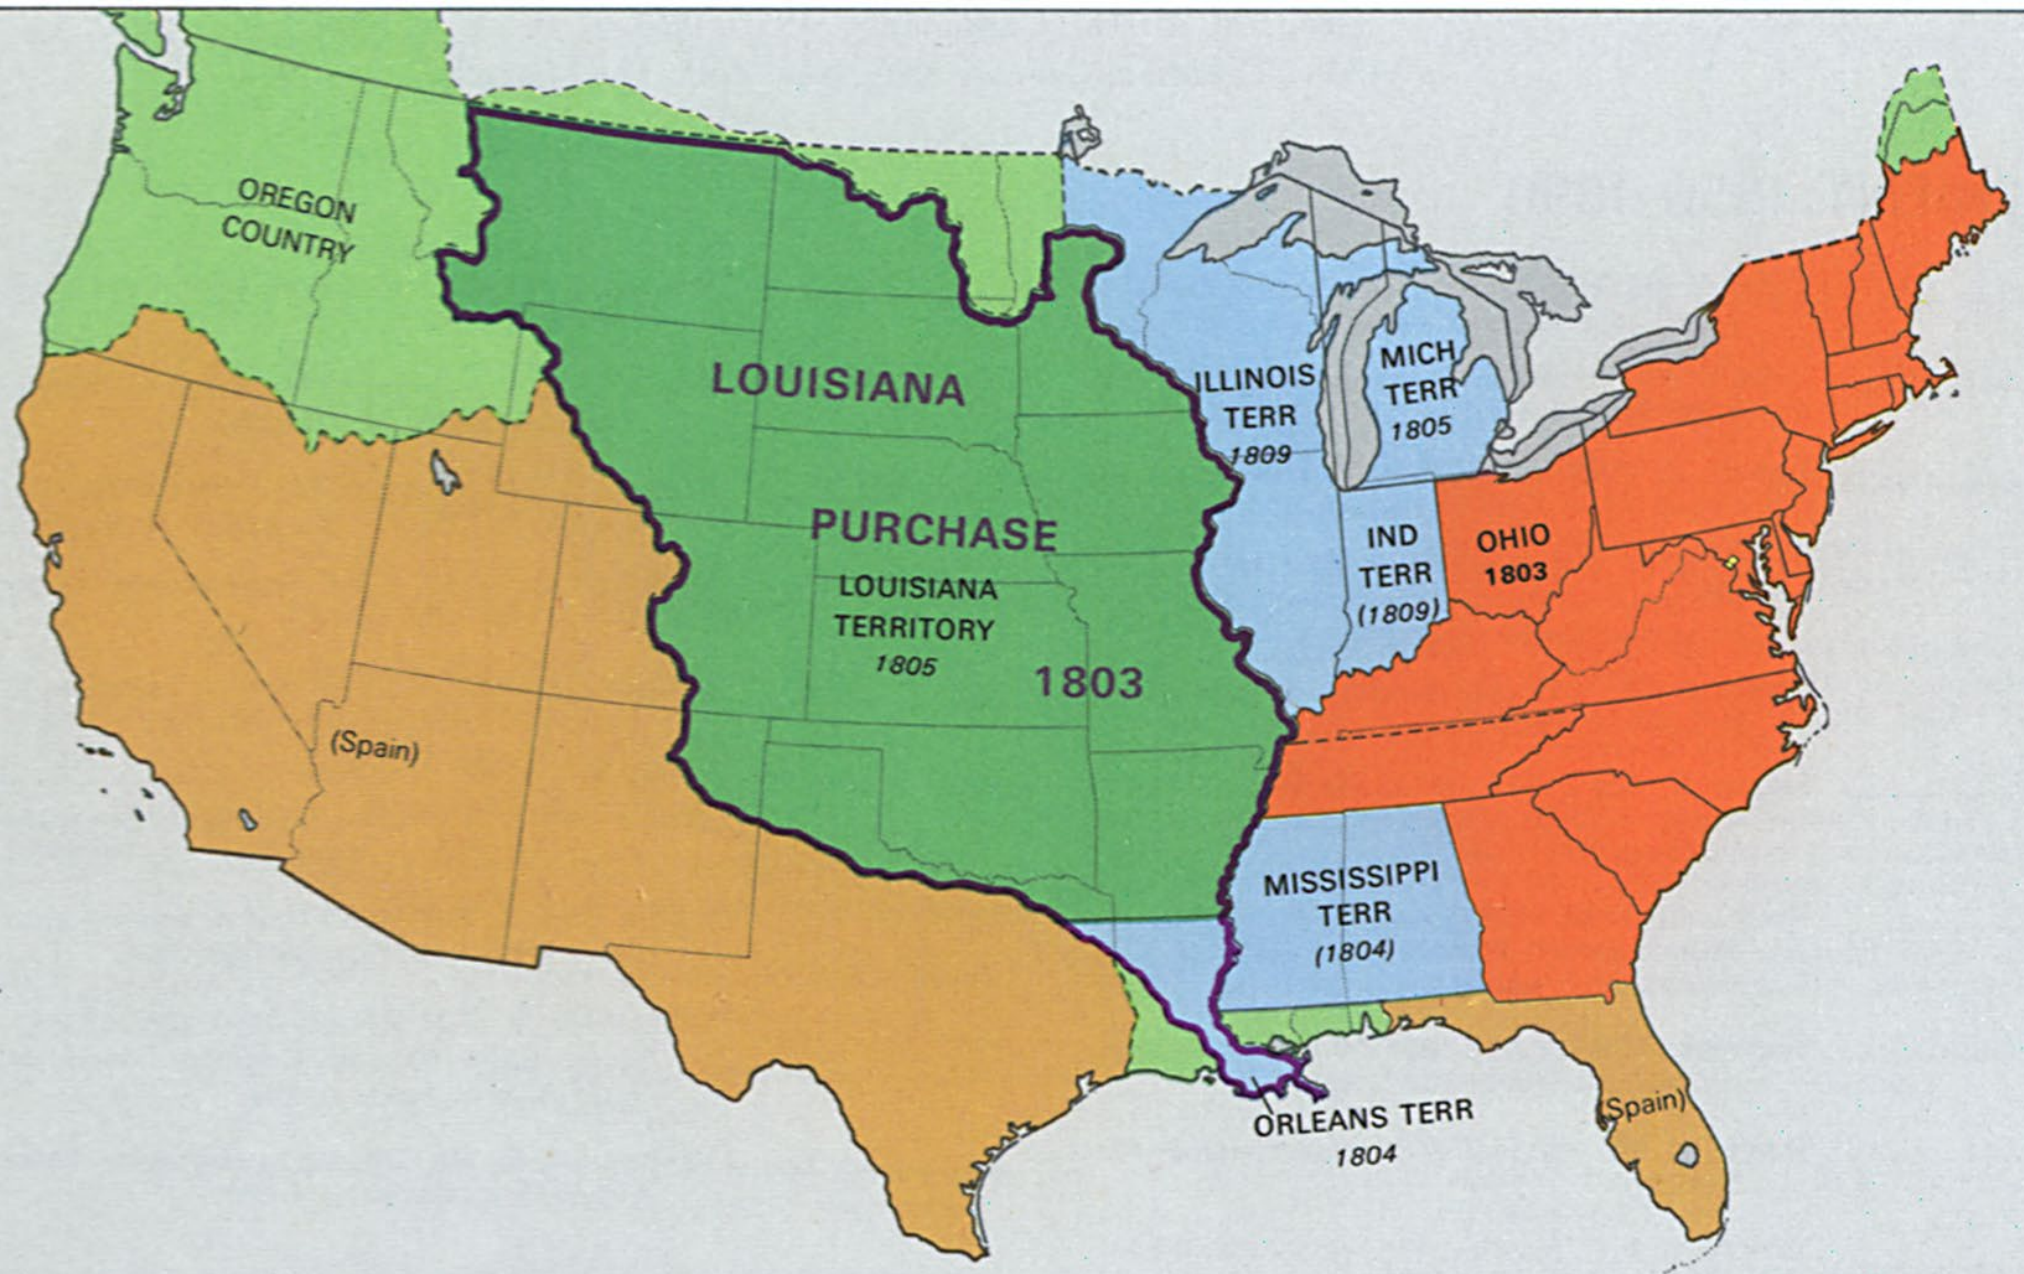 OREGON
COUNTRY
LOUISIANA
PURCHASE
LOUISIANA
TERRITORY
1805
1803
ILLINOIS
TERR
1809
MICH
TERR
1805
IND
TERR
(1809)
OHIO
1803
(Spain)
MISSISSIPPI
TERR
(1804)
ORLEANS TERR
1804
(Spain)